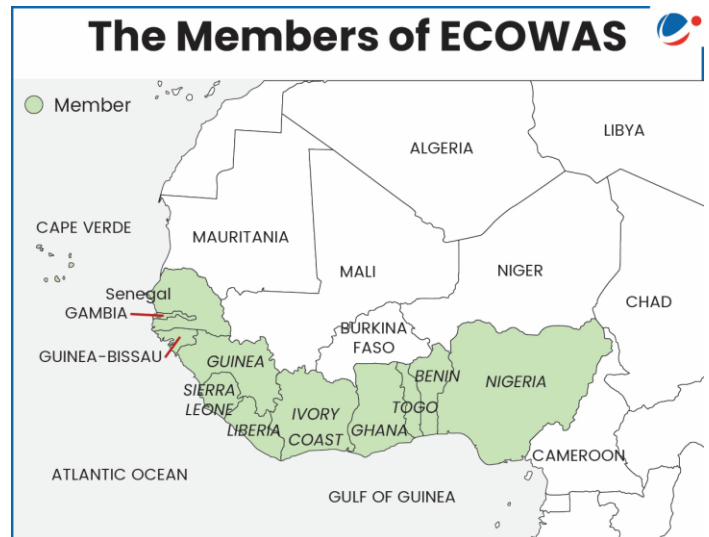 The Members of ECOWAS
Member
ALGERIA
LIBYA
CAPE VERDE
MAURITANIA
MALI
NIGER
CHAD
Senegal
GAMBIA
BURKINA
FASO
GUINEA-BISSAU
GUINEA
BENIN
NIGERIA
SIERRA
LEONE
IVORY
COAST
TOGO
GHANA
LIBERIA
CAMEROON
ATLANTIC OCEAN
GULF OF GUINEA